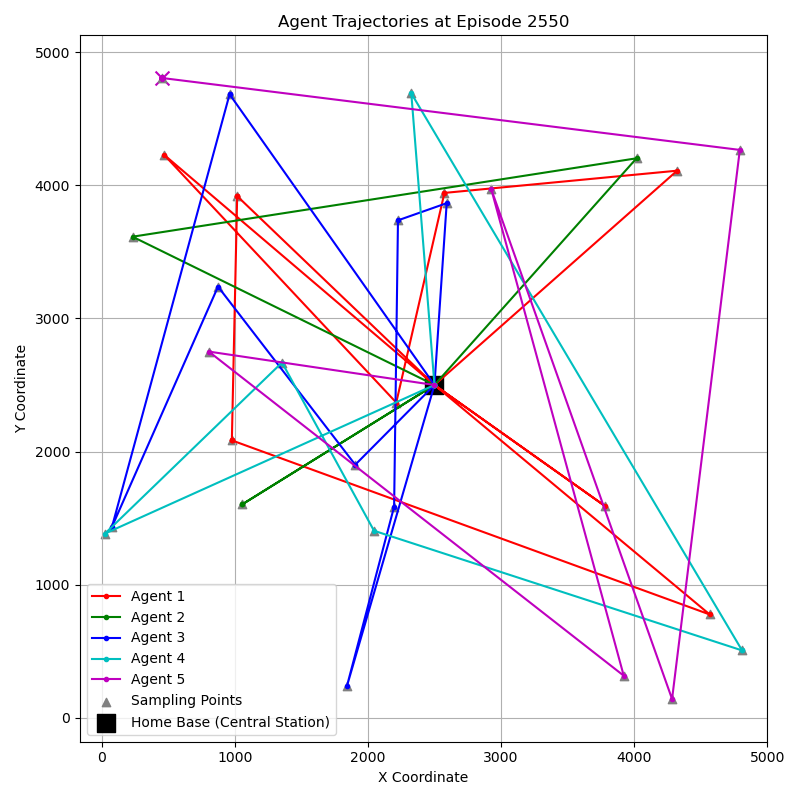 Agent Trajectories at Episode 2550
5000
4000
3000
2000
1000
0
Y Coordinate
Agent 1
Agent 2
Agent 3
Agent 4
Agent 5
Sampling Points
Home Base (Central Station)
0 1000 2000 3000 4000 5000
X Coordinate